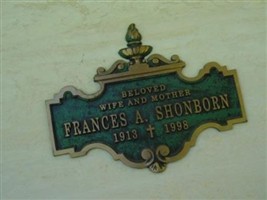 BELOVED
WIFE AND MOTHER
FRANCES A. SHONBORN
1913 ✝ 1998